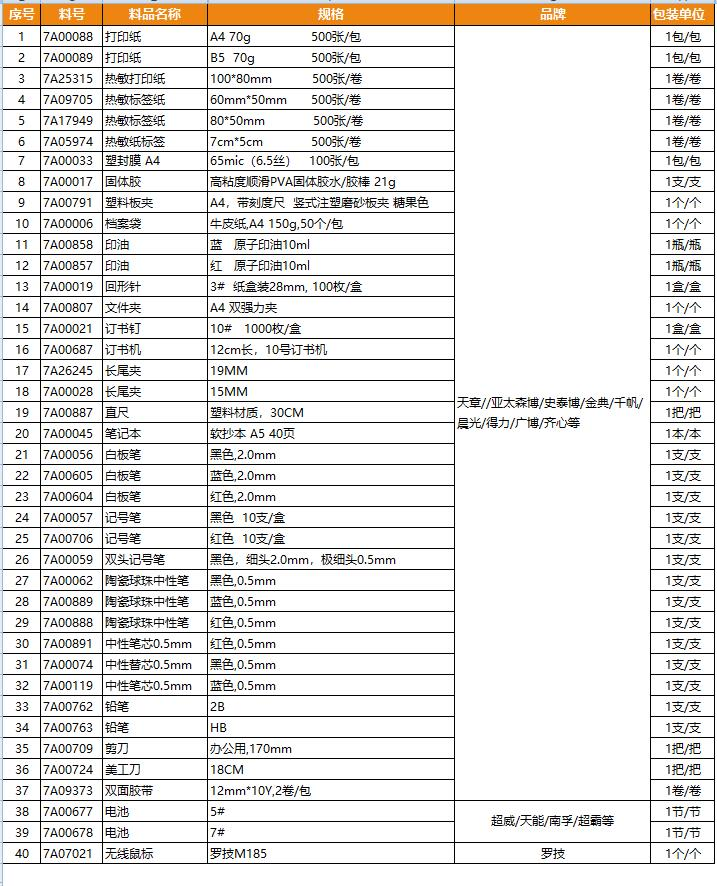 序号 料号 料品名称 规格 品牌 包装单位
1 7A00088 打印纸 A4 70g 500张/包 1包/包
2 7A00089 打印纸 B5 70g 500张/包 1包/包
3 7A25315 热敏打印纸 100*80mm 500张/卷 1卷/卷
4 7A09705 热敏标签纸 60mm*50mm 500张/卷 1卷/卷
5 7A17949 热敏标签纸 80*50mm 500张/卷 1卷/卷
6 7A05974 热敏纸标签 7cm*5cm 500张/卷 1卷/卷
7 7A00033 塑封膜 A4 65mic（6.5丝） 100张/包 1包/包
8 7A00017 固体胶 高粘度顺滑PVA固体胶水/胶棒 21g 1支/支
9 7A00791 塑料板夹 A4，带刻度尺 竖式注塑磨砂板夹 糖果色 1个/个
10 7A00006 档案袋 牛皮纸,A4 150g,50个/包 1个/个
11 7A00858 印油 蓝 原子印油10ml 1瓶/瓶
12 7A00857 印油 红 原子印油10ml 1瓶/瓶
13 7A00019 回形针 3# 纸盒装28mm, 100枚/盒 1盒/盒
14 7A00807 文件夹 A4 双强力夹 1个/个
15 7A00021 订书钉 10# 1000枚/盒 1盒/盒
16 7A00687 订书机 12cm长，10号订书机 1个/个
17 7A26245 长尾夹 19MM 1个/个
18 7A00028 长尾夹 15MM 1个/个
天章//亚太森博/史泰博/金典/千帆/
晨光/得力/广博/齐心等
19 7A00887 直尺 塑料材质，30CM 1把/把
20 7A00045 笔记本 软抄本 A5 40页 1本/本
21 7A00056 白板笔 黑色,2.0mm 1支/支
22 7A00605 白板笔 蓝色,2.0mm 1支/支
23 7A00604 白板笔 红色,2.0mm 1支/支
24 7A00057 记号笔 黑色 10支/盒 1支/支
25 7A00706 记号笔 红色 10支/盒 1支/支
26 7A00059 双头记号笔 黑色，细头2.0mm，极细头0.5mm 1支/支
27 7A00062 陶瓷球珠中性笔 黑色,0.5mm 1支/支
28 7A00889 陶瓷球珠中性笔 蓝色,0.5mm 1支/支
29 7A00888 陶瓷球珠中性笔 红色,0.5mm 1支/支
30 7A00891 中性笔芯0.5mm 红色,0.5mm 1支/支
31 7A00074 中性替芯0.5mm 黑色,0.5mm 1支/支
32 7A00119 中性笔芯0.5mm 蓝色,0.5mm 1支/支
33 7A00762 铅笔 2B 1支/支
34 7A00763 铅笔 HB 1支/支
35 7A00709 剪刀 办公用,170mm 1把/把
36 7A00724 美工刀 18CM 1把/把
37 7A09373 双面胶带 12mm*10Y,2卷/包 1卷/卷
38 7A00677 电池 5# 1节/节
超威/天能/南孚/超霸等
39 7A00678 电池 7# 1节/节
40 7A07021 无线鼠标 罗技M185 罗技 1个/个